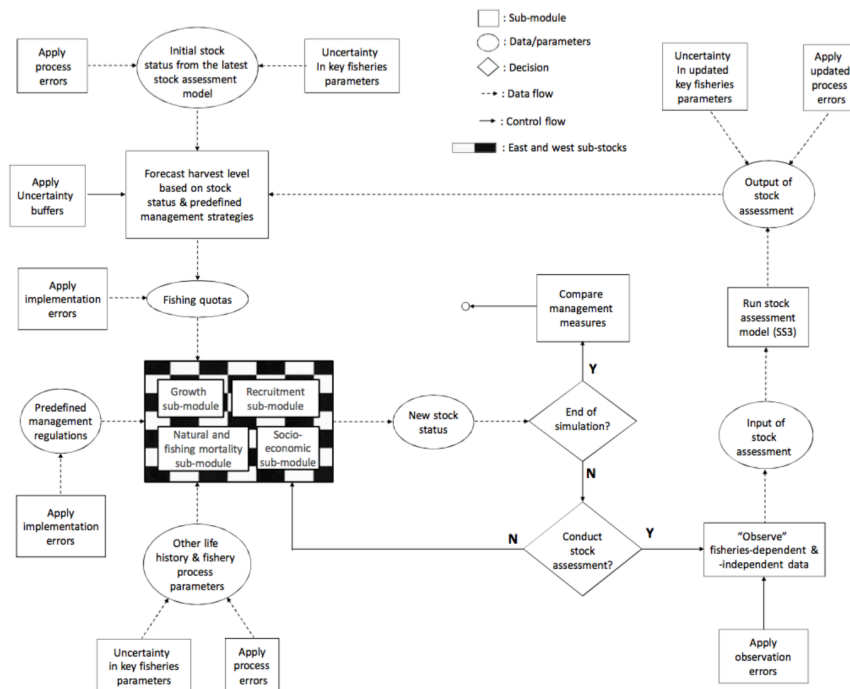 Apply
process
errors
Initial stock
status from the latest
stock assessment
model
Uncertainty
In key fisheries
parameters
: Sub-module
: Data/parameters
: Decision
: Data flow
: Control flow
: East and west sub-stocks
Uncertainty
In updated
key fisheries
parameters
Apply
updated
process
errors
Apply
Uncertainty
buffers
Forecast harvest level
based on stock
status & predefined
management strategies
Output of
stock
assessment
Apply
implementation
errors
Fishing quotas
Compare
management
measures
Run stock
assessment
model (SS3)
Predefined
management
regulations
Growth
sub-module
Recruitment
sub-module
Natural and
fishing mortality
sub-module
Socio-
economic
sub-module
New stock
status
Y
End of
simulation?
N
Input of
stock
assessment
Apply
implementation
errors
Other life
history & fishery
process
parameters
N
Conduct
stock
assessment?
Y
“Observe”
fisheries-dependent &
-independent data
Uncertainty
in key fisheries
parameters
Apply
process
errors
Apply
observation
errors